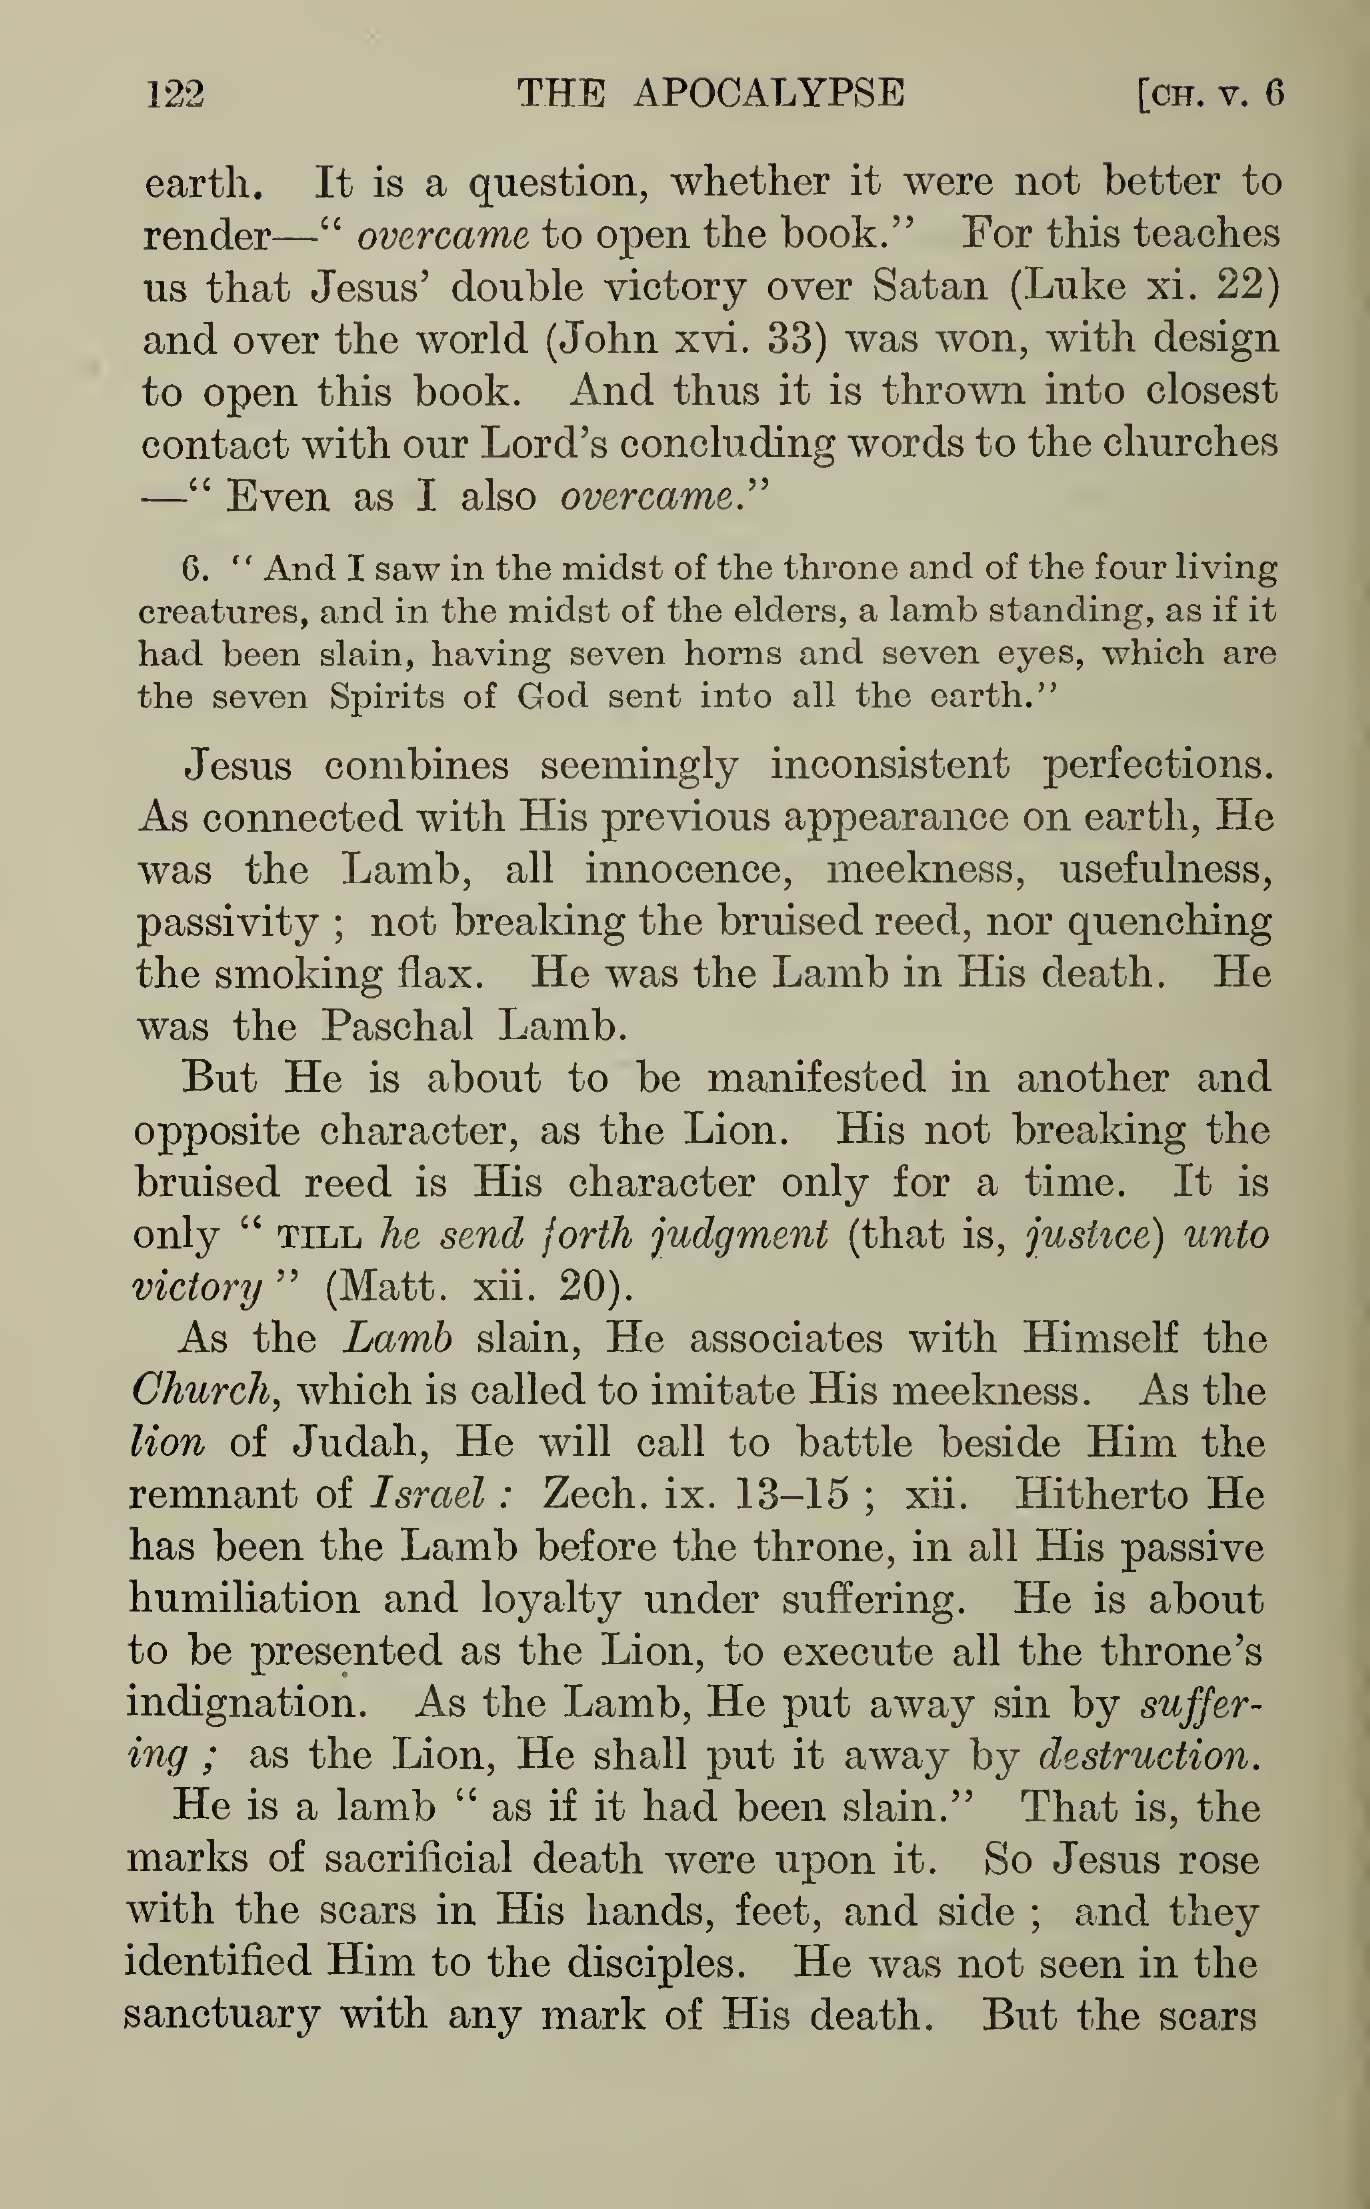 122 THE APOCALYPSE [CH. V. 6
earth. It is a question, whether it were not better to
render—“ overcame to open the book.” For this teaches
us that Jesus’ double victory over Satan (Luke xi. 22)
and over the world (John xvi. 33) was won, with design
to open this book. And thus it is thrown into closest
contact with our Lord’s concluding words to the churches
—“ Even as I also overcame.”
6. “ And I saw in the midst of the throne and of the four living
creatures, and in the midst of the elders, a lamb standing, as if it
had been slain, having seven horns and seven eyes, which are
the seven Spirits of God sent into all the earth.”
Jesus combines seemingly inconsistent perfections.
As connected with His previous appearance on earth, He
was the Lamb, all innocence, meekness, usefulness,
passivity ; not breaking the bruised reed, nor quenching
the smoking flax. He was the Lamb in His death. He
was the Paschal Lamb.
But He is about to be manifested in another and
opposite character, as the Lion. His not breaking the
bruised reed is His character only for a time. It is
only “ TILL he send forth judgment (that is, justice) unto
victory ” (Matt. xii. 20).
As the Lamb slain, He associates with Himself the
Church, which is called to imitate His meekness. As the
lion of Judah, He will call to battle beside Him the
remnant of Israel : Zech. ix. 13–15 ; xii. Hitherto He
has been the Lamb before the throne, in all His passive
humiliation and loyalty under suffering. He is about
to be presented as the Lion, to execute all the throne’s
indignation. As the Lamb, He put away sin by suffer-
ing ; as the Lion, He shall put it away by destruction.
He is a lamb “ as if it had been slain.” That is, the
marks of sacrificial death were upon it. So Jesus rose
with the scars in His hands, feet, and side ; and they
identified Him to the disciples. He was not seen in the
sanctuary with any mark of His death. But the scars